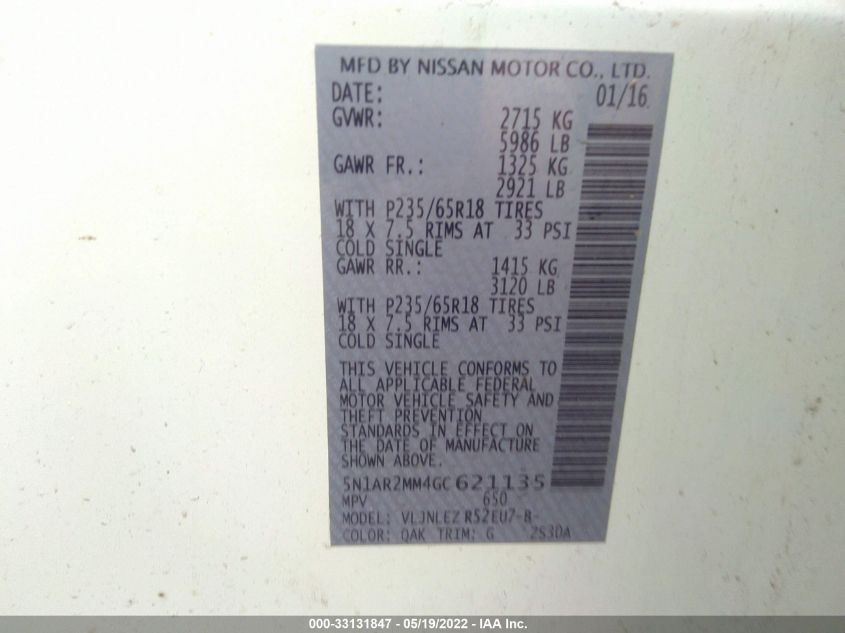 MFD BY NISSAN MOTOR CO., LTD.
DATE: 01/16
GVWR: 2715 KG
5986 LB
GAWR FR.: 1325 KG
2921 LB
WITH P235/65R18 TIRES
18 X 7.5 RIMS AT 33 PSI
COLD SINGLE
GAWR RR.: 1415 KG
3120 LB
WITH P235/65R18 TIRES
18 X 7.5 RIMS AT 33 PSI
COLD SINGLE
THIS VEHICLE CONFORMS TO
ALL APPLICABLE FEDERAL
MOTOR VEHICLE SAFETY AND
THEFT PREVENTION
STANDARDS IN EFFECT ON
THE DATE OF MANUFACTURE
SHOWN ABOVE.
5N1AR2MM4GC621135
MPV 650
MODEL: VLJNLEZ R52EU7-B-
COLOR: QAK TRIM: G ZS3DA
000-33131847 - 05/19/2022 - IAA Inc.